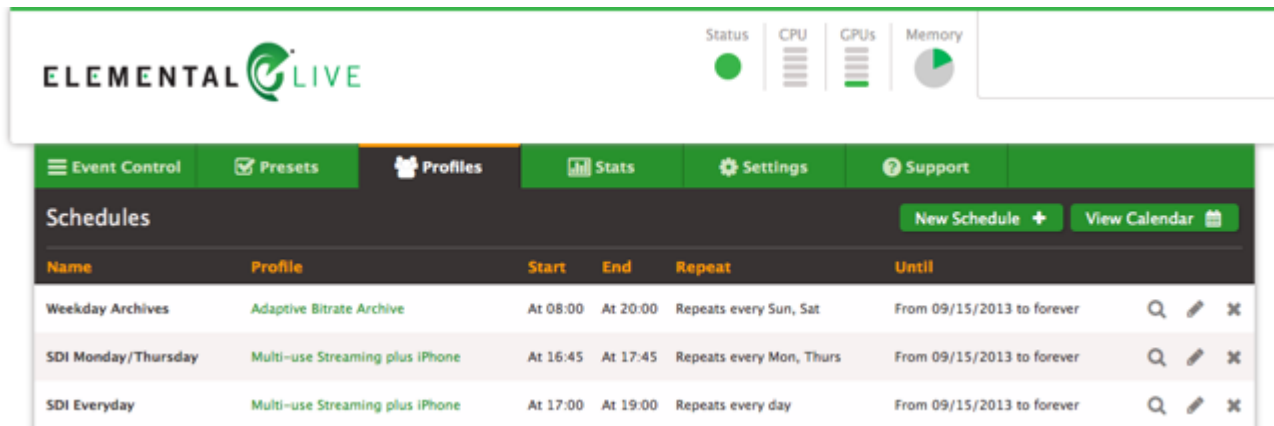 ELEMENTAL LIVE
Status CPU GPUs Memory
Event Control Presets Profiles Stats Settings Support
Schedules New Schedule View Calendar
Name Profile Start End Repeat Until
Weekday Archives Adaptive Bitrate Archive At 08:00 At 20:00 Repeats every Sun, Sat From 09/15/2013 to forever
SDI Monday/Thursday Multi-use Streaming plus iPhone At 16:45 At 17:45 Repeats every Mon, Thurs From 09/15/2013 to forever
SDI Everyday Multi-use Streaming plus iPhone At 17:00 At 19:00 Repeats every day From 09/15/2013 to forever